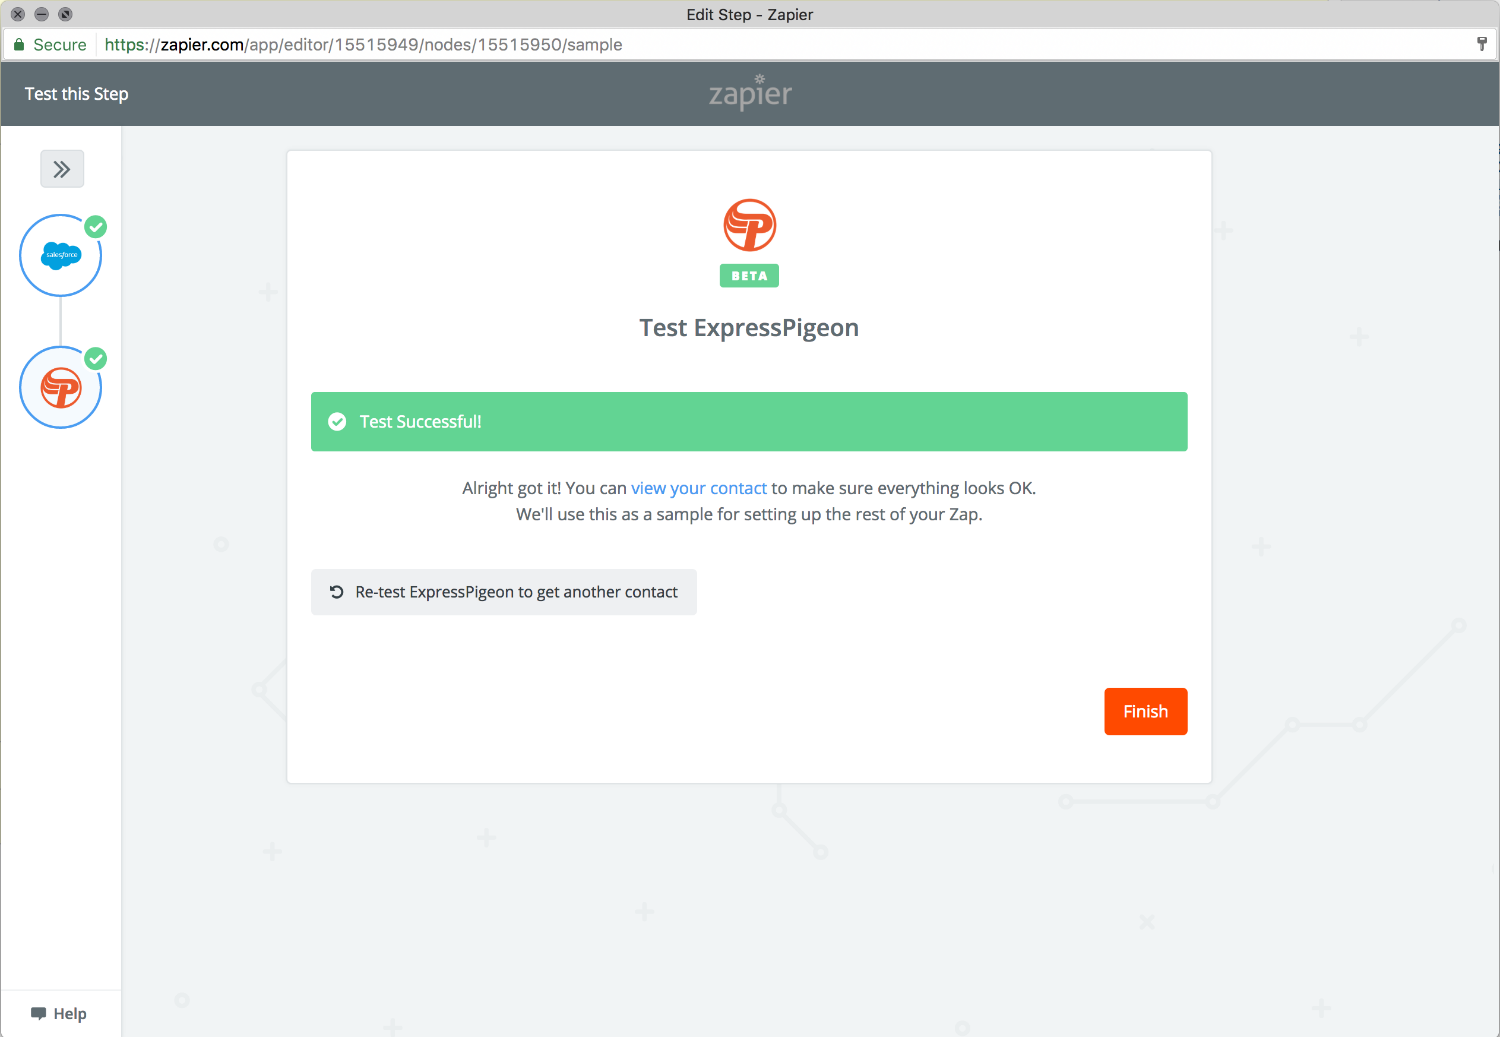 Edit Step - Zapier
Secure https://zapier.com/app/editor/15515949/nodes/15515950/sample
Test this Step
zapier
salesforce
BETA
Test ExpressPigeon
Test Successful!
Alright got it! You can view your contact to make sure everything looks OK.
We'll use this as a sample for setting up the rest of your Zap.
Re-test ExpressPigeon to get another contact
Finish
Help